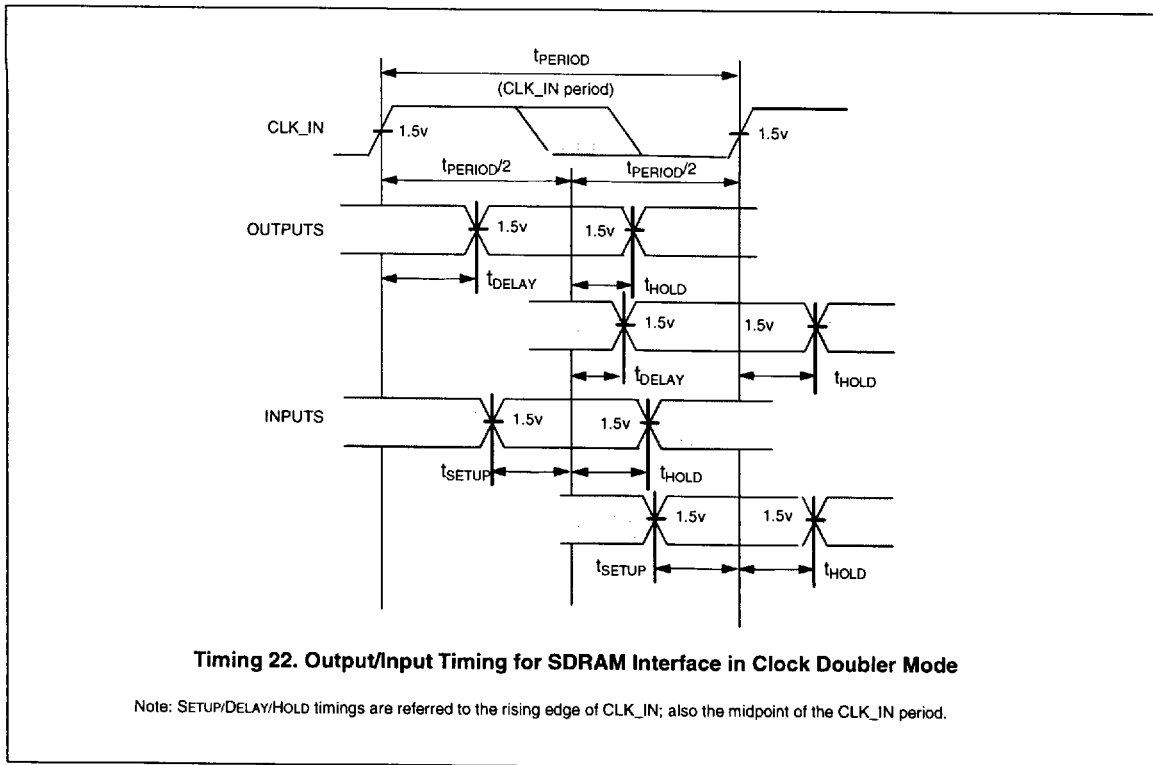 tPERIOD
(CLK_IN period)
CLK_IN
1.5v
1.5v
tPERIOD/2
tPERIOD/2
OUTPUTS
1.5v
1.5v
tDELAY
tHOLD
1.5v
1.5v
tDELAY
tHOLD
INPUTS
1.5v
1.5v
tSETUP
tHOLD
1.5v
1.5v
tSETUP
tHOLD
Timing 22. Output/Input Timing for SDRAM Interface in Clock Doubler Mode
Note: SETUP/DELAY/HOLD timings are referred to the rising edge of CLK_IN; also the midpoint of the CLK_IN period.